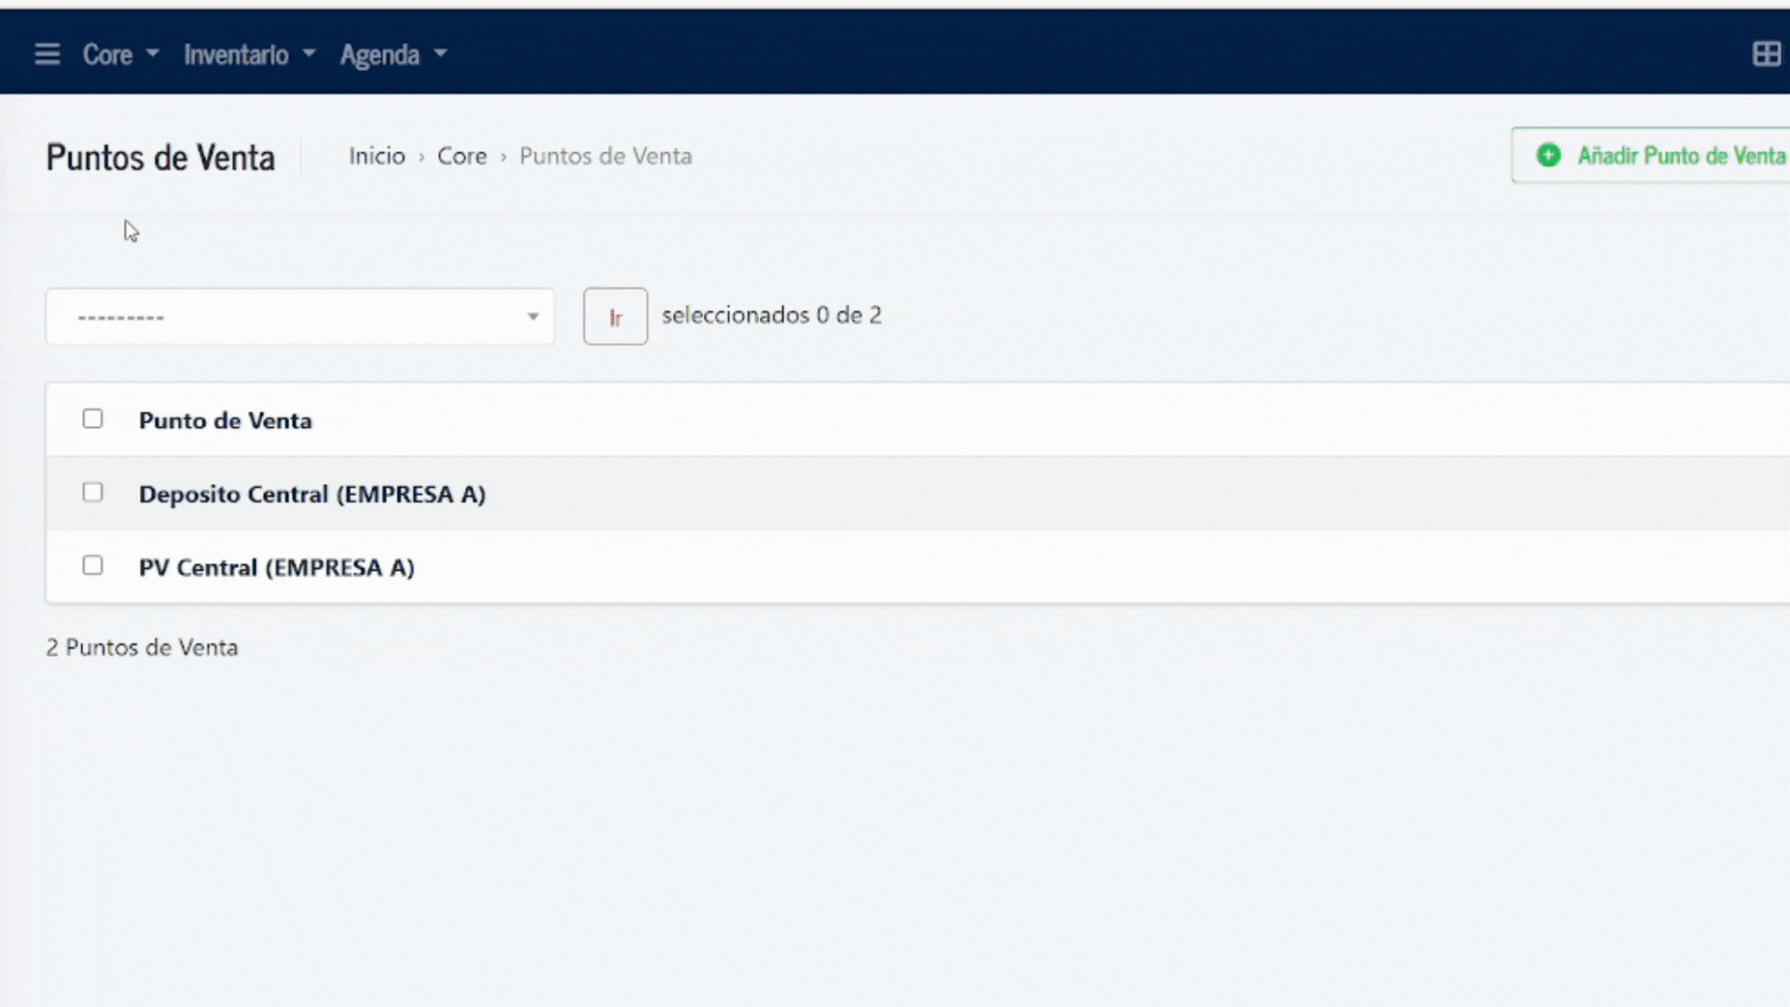 Core Inventario Agenda
Puntos de Venta Inicio › Core › Puntos de Venta Añadir Punto de Venta
--------- Ir seleccionados 0 de 2
Punto de Venta
Deposito Central (EMPRESA A)
PV Central (EMPRESA A)
2 Puntos de Venta